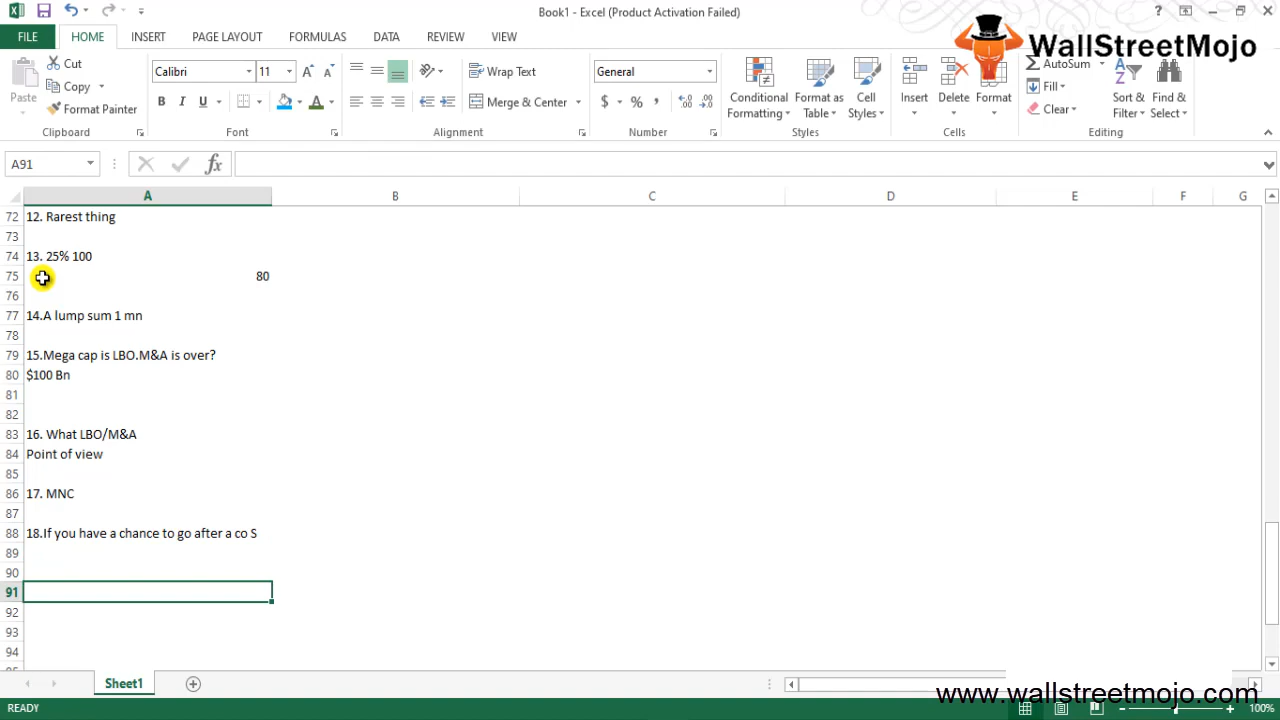 Book1 - Excel (Product Activation Failed)
FILE HOME INSERT PAGE LAYOUT FORMULAS DATA REVIEW VIEW
WallStreetMojo
Paste
Cut
Copy
Format Painter
Clipboard
Calibri 11
B I U
Font
Wrap Text
Merge & Center
Alignment
General
$ %
Number
Conditional Formatting
Format as Table
Cell Styles
Styles
Insert Delete Format
Cells
AutoSum
Fill
Clear
Sort & Filter
Find & Select
Editing
A91
fx
A B C D E F G
72 12. Rarest thing
73
74 13. 25% 100
75 80
76
77 14.A lump sum 1 mn
78
79 15.Mega cap is LBO.M&A is over?
80 $100 Bn
81
82
83 16. What LBO/M&A
84 Point of view
85
86 17. MNC
87
88 18.If you have a chance to go after a co S
89
90
91
92
93
94
Sheet1
www.wallstreetmojo.com
READY
100%